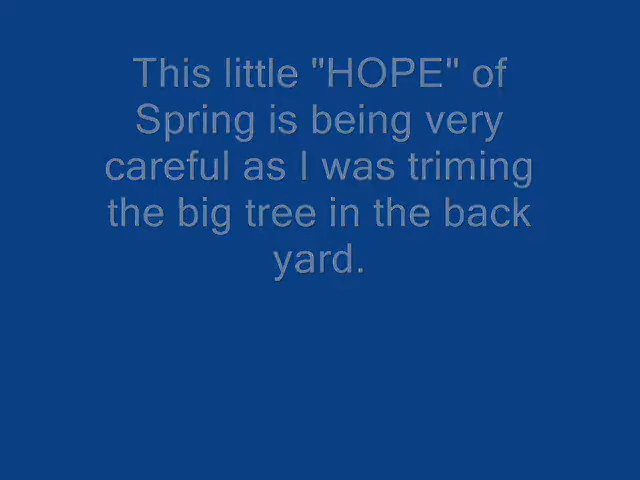 This little "HOPE" of
Spring is being very
careful as I was triming
the big tree in the back
yard.